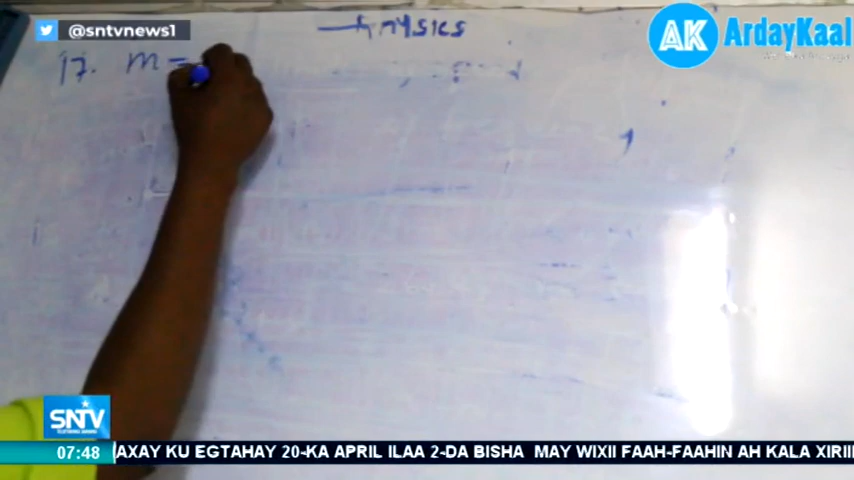 @sntvnews1
Physics
AK ArdayKaal
17. m =
SNTV
07:48 AXAY KU EGTAHAY 20-KA APRIL ILAA 2-DA BISHA MAY WIXII FAAH-FAAHIN AH KALA XIRII